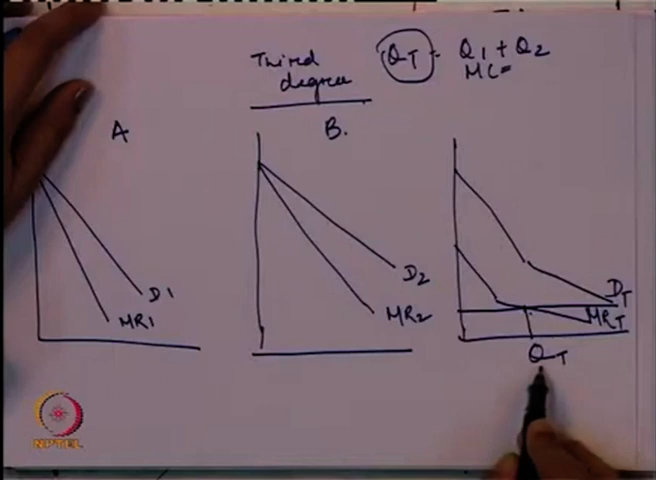 Third
degree
QT = Q1 + Q2
MC=
A
B.
D1
MR1
D2
MR2
DT
MRT
QT
NPTEL